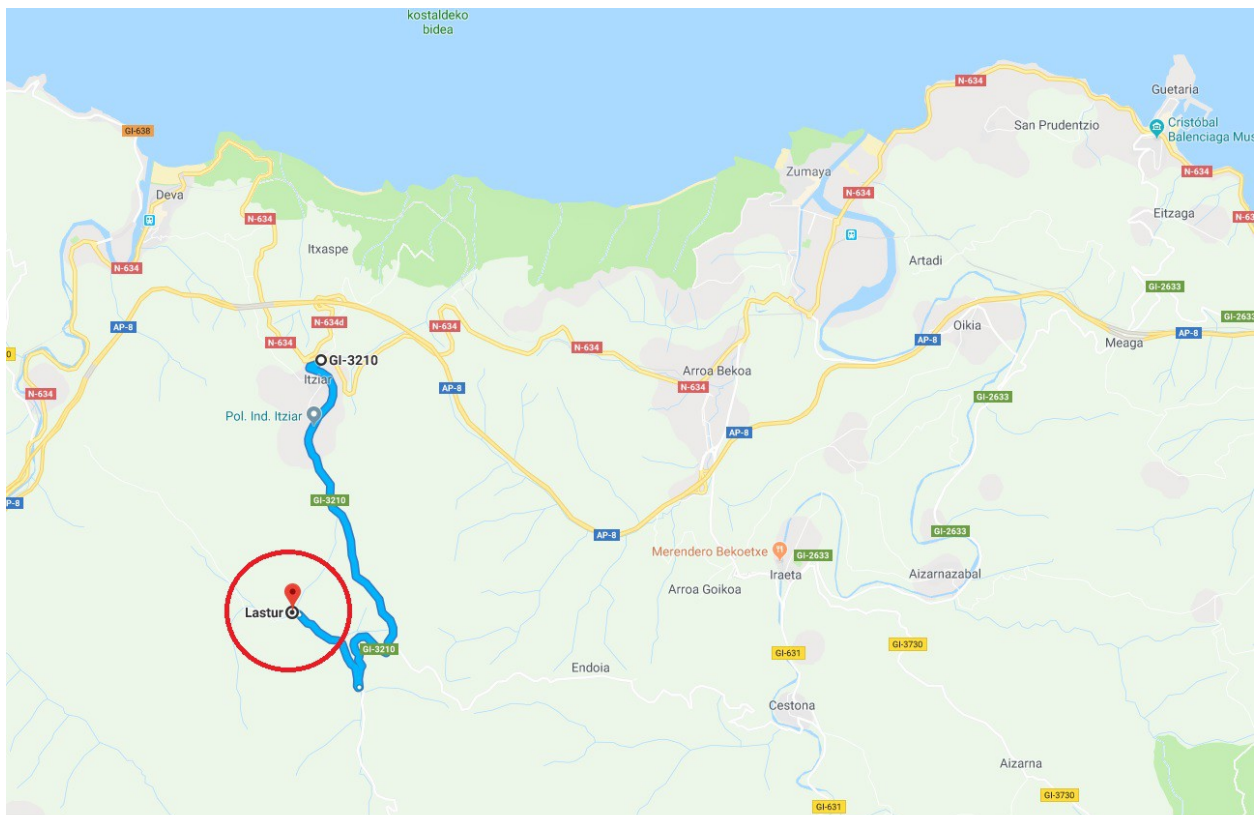 kostaldeko
bidea
N-634
Guetaria
GI-638
San Prudentzio
Cristóbal
Balenciaga Mus
Zumaya
N-634
Deva
N-634
N-634
Eitzaga
N-63
Itxaspe
Artadi
N-634
GI-2633
AP-8
N-634d
N-634
Oikia
GI-2633
N-634
N-634
AP-8
AP-8
Meaga
0
GI-3210
Arroa Bekoa
Itziar
N-634
AP-8
N-634
GI-2633
Pol. Ind. Itziar
AP-8
GI-3210
P-8
GI-2633
AP-8
Merendero Bekoetxe
GI-2633
Iraeta
Aizarnazabal
Arroa Goikoa
Lastur
GI-3210
GI-631
GI-3730
Endoia
Cestona
Aizarna
GI-3730
GI-631